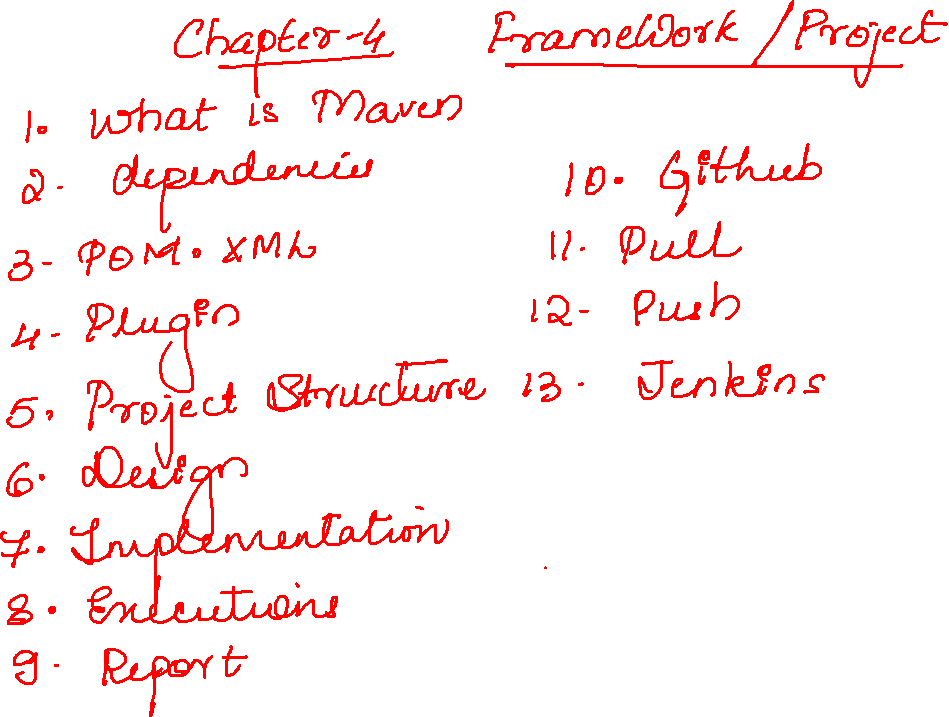 Chapter-4 Framework / Project
1. What is Maven
2. dependencies
3- POM.XML
4- Plugin
5. Project Structure
6. Design
7. Implementation
8. Executions
9. Report
10. Github
11. Pull
12- Push
13. Jenkins